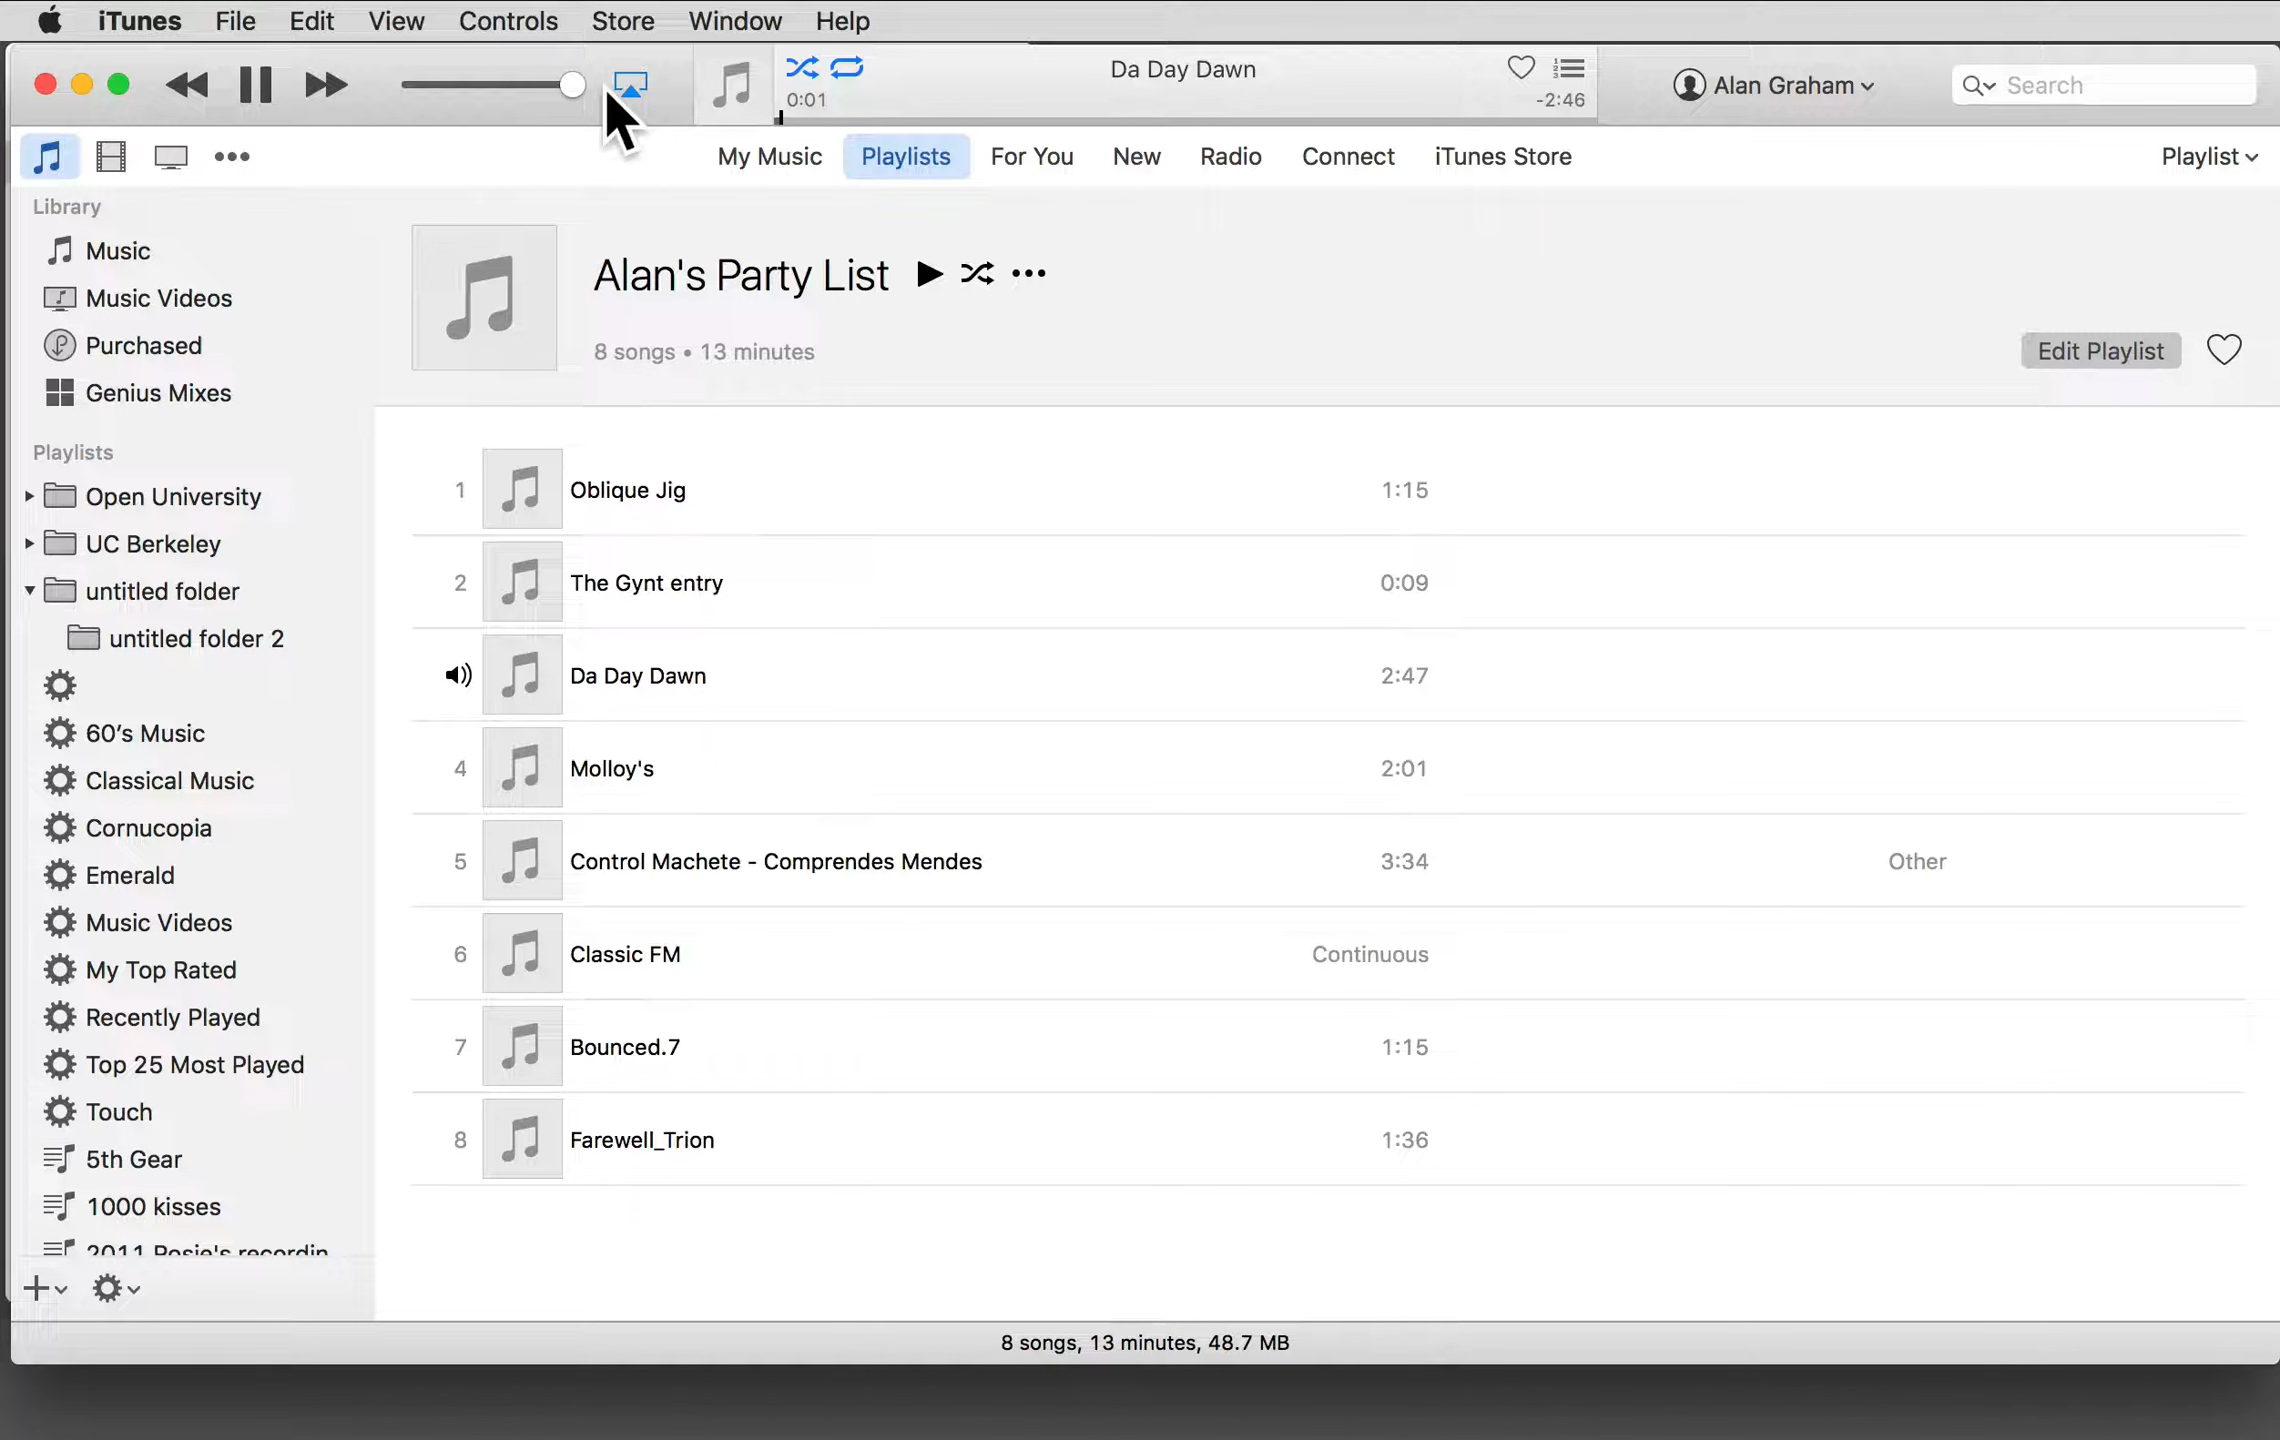 iTunes File Edit View Controls Store Window Help
Da Day Dawn
0:01
-2:46
Alan Graham
Search
My Music Playlists For You New Radio Connect iTunes Store
Playlist
Library
Music
Music Videos
Purchased
Genius Mixes
Playlists
Open University
UC Berkeley
untitled folder
untitled folder 2
60's Music
Classical Music
Cornucopia
Emerald
Music Videos
My Top Rated
Recently Played
Top 25 Most Played
Touch
5th Gear
1000 kisses
2011 Rosie's recordin
Alan's Party List
8 songs • 13 minutes
Edit Playlist
1 Oblique Jig 1:15
2 The Gynt entry 0:09
Da Day Dawn 2:47
4 Molloy's 2:01
5 Control Machete - Comprendes Mendes 3:34 Other
6 Classic FM Continuous
7 Bounced.7 1:15
8 Farewell_Trion 1:36
8 songs, 13 minutes, 48.7 MB